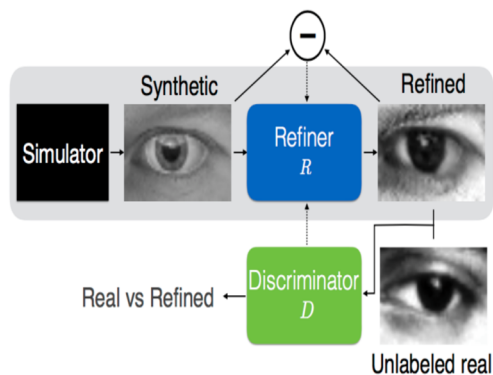 −
Synthetic
Refined
Simulator
Refiner
R
Discriminator
D
Real vs Refined
Unlabeled real